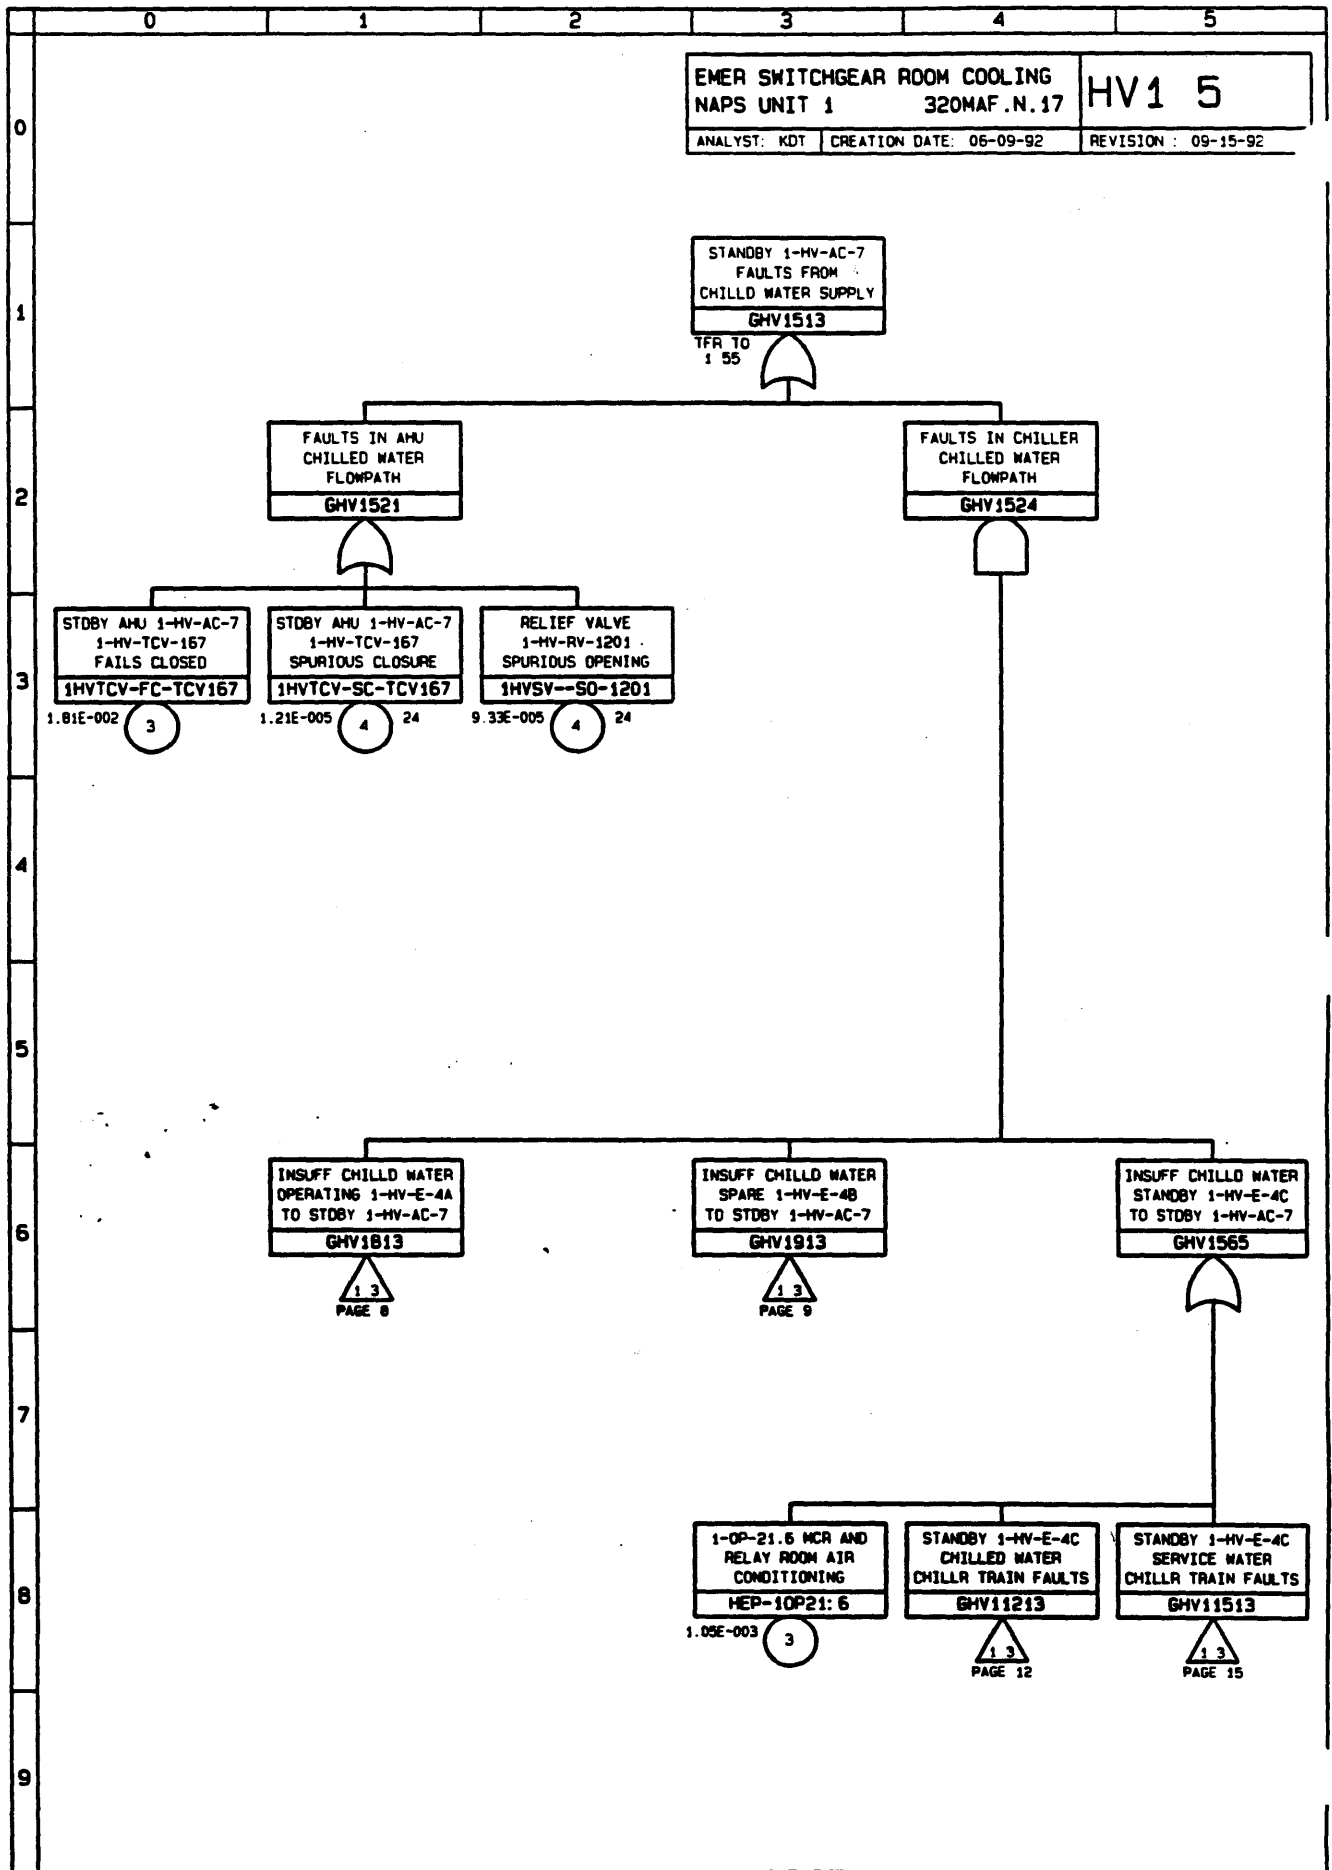 0 1 2 3 4 5
EMER SWITCHGEAR ROOM COOLING
NAPS UNIT 1 320MAF.N.17
HV1 5
ANALYST: KDT CREATION DATE: 06-09-92 REVISION : 09-15-92
0
STANDBY 1-HV-AC-7
FAULTS FROM
CHILLD WATER SUPPLY
GHV1513
TFR TO
1 55
1
FAULTS IN AHU
CHILLED WATER
FLOWPATH
GHV1521
FAULTS IN CHILLER
CHILLED WATER
FLOWPATH
GHV1524
2
STDBY AHU 1-HV-AC-7
1-HV-TCV-167
FAILS CLOSED
1HVTCV-FC-TCV167
1.81E-002 3
STDBY AHU 1-HV-AC-7
1-HV-TCV-167
SPURIOUS CLOSURE
1HVTCV-SC-TCV167
1.21E-005 4 24
RELIEF VALVE
1-HV-RV-1201
SPURIOUS OPENING
1HVSV--SO-1201
9.33E-005 4 24
3
4
5
INSUFF CHILLD WATER
OPERATING 1-HV-E-4A
TO STDBY 1-HV-AC-7
GHV1813
1 3
PAGE 8
INSUFF CHILLD WATER
SPARE 1-HV-E-4B
TO STDBY 1-HV-AC-7
GHV1913
1 3
PAGE 9
INSUFF CHILLD WATER
STANDBY 1-HV-E-4C
TO STDBY 1-HV-AC-7
GHV1565
6
7
1-OP-21.6 MCR AND
RELAY ROOM AIR
CONDITIONING
HEP-1OP21:6
1.05E-003 3
STANDBY 1-HV-E-4C
CHILLED WATER
CHILLR TRAIN FAULTS
GHV11213
1 3
PAGE 12
STANDBY 1-HV-E-4C
SERVICE WATER
CHILLR TRAIN FAULTS
GHV11513
1 3
PAGE 15
8
9